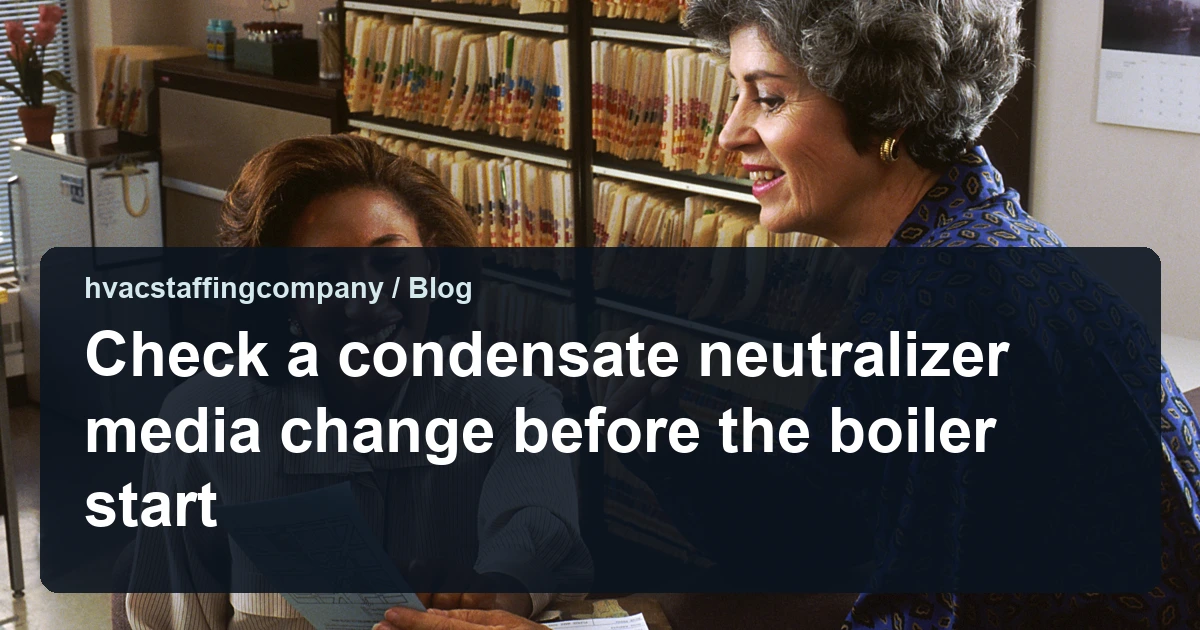 hvacstaffingcompany / Blog
Check a condensate neutralizer
media change before the boiler
start